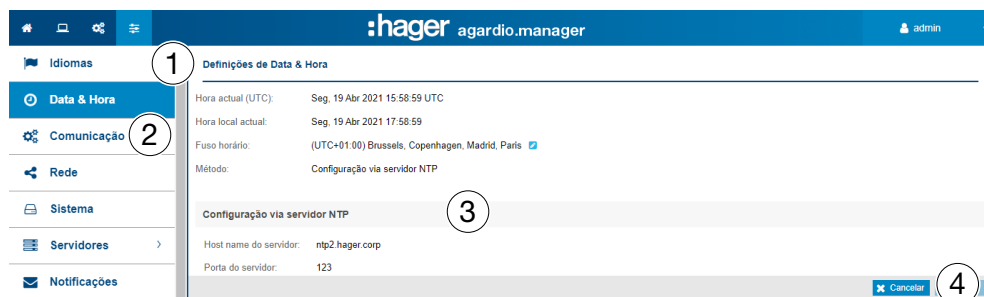 :hager agardio.manager
admin
Idiomas
Data & Hora
Comunicação
Rede
Sistema
Servidores
Notificações
1
2
Definições de Data & Hora
Hora actual (UTC): Seg, 19 Abr 2021 15:58:59 UTC
Hora local actual: Seg, 19 Abr 2021 17:58:59
Fuso horário: (UTC+01:00) Brussels, Copenhagen, Madrid, Paris
Método: Configuração via servidor NTP
Configuração via servidor NTP
3
Host name do servidor: ntp2.hager.corp
Porta do servidor: 123
Cancelar
4